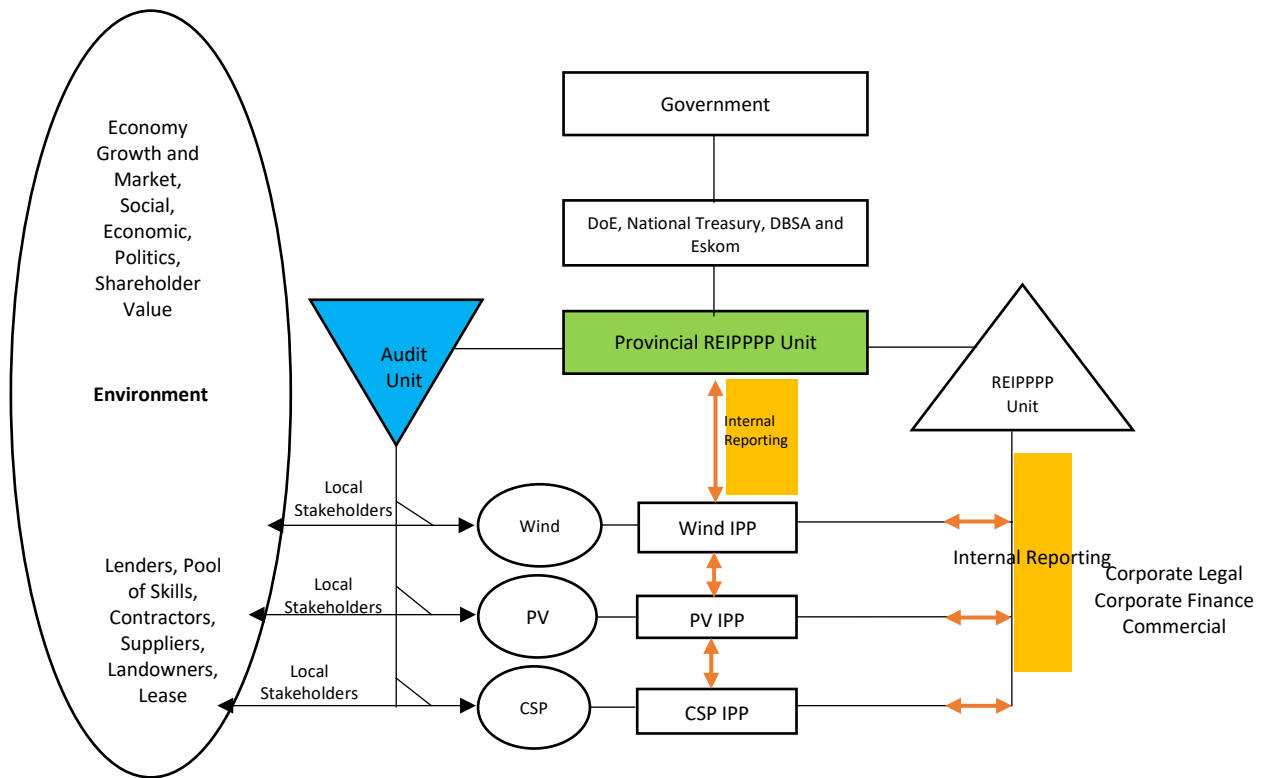 Economy
Growth and
Market,
Social,
Economic,
Politics,
Shareholder
Value
Environment
Lenders, Pool
of Skills,
Contractors,
Suppliers,
Landowners,
Lease
Government
DoE, National Treasury, DBSA and
Eskom
Provincial REIPPPP Unit
Audit
Unit
REIPPPP
Unit
Internal
Reporting
Local
Stakeholders
Wind
Wind IPP
Local
Stakeholders
PV
PV IPP
Local
Stakeholders
CSP
CSP IPP
Internal Reporting
Corporate Legal
Corporate Finance
Commercial